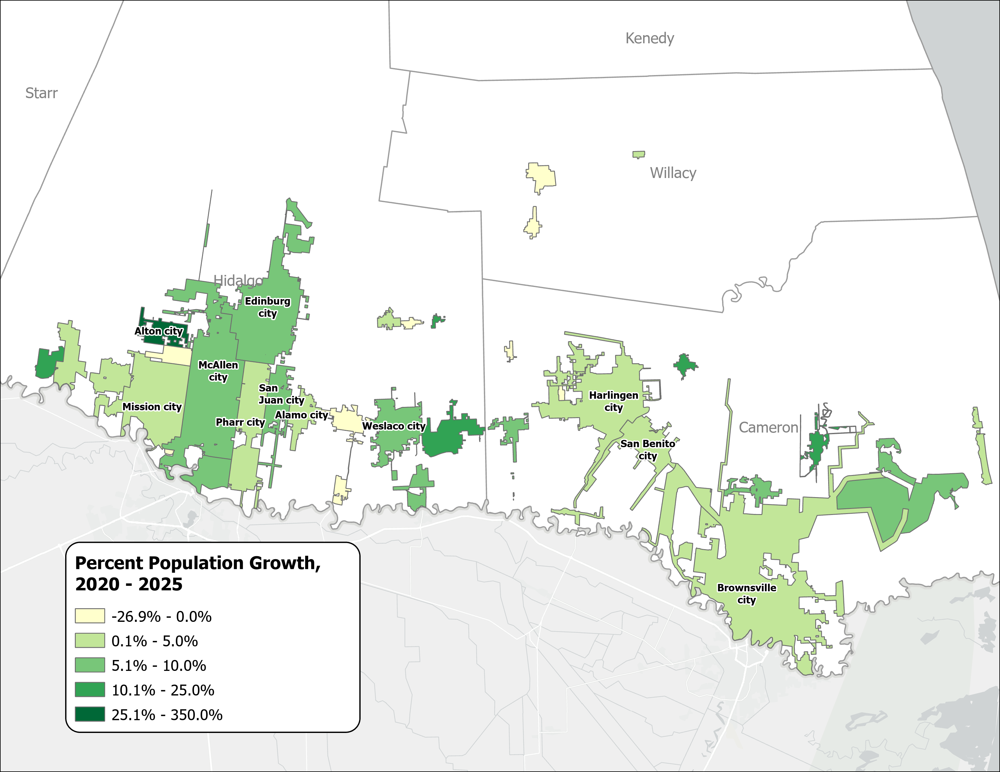 Kenedy
Starr
Willacy
Hidalgo
Edinburg
city
Alton city
McAllen
city
San
Juan city
Harlingen
city
Mission city
Alamo city
Pharr city
Weslaco city
Cameron
San Benito
city
Brownsville
city
Percent Population Growth,
2020 - 2025
-26.9% - 0.0%
0.1% - 5.0%
5.1% - 10.0%
10.1% - 25.0%
25.1% - 350.0%